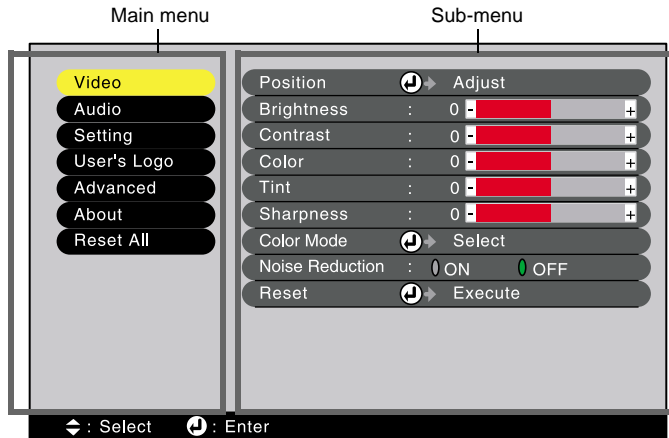 Main menu
Sub-menu
Video
Audio
Setting
User's Logo
Advanced
About
Reset All
Position Adjust
Brightness : 0 - +
Contrast : 0 - +
Color : 0 - +
Tint : 0 - +
Sharpness : 0 - +
Color Mode Select
Noise Reduction : ON OFF
Reset Execute
: Select : Enter